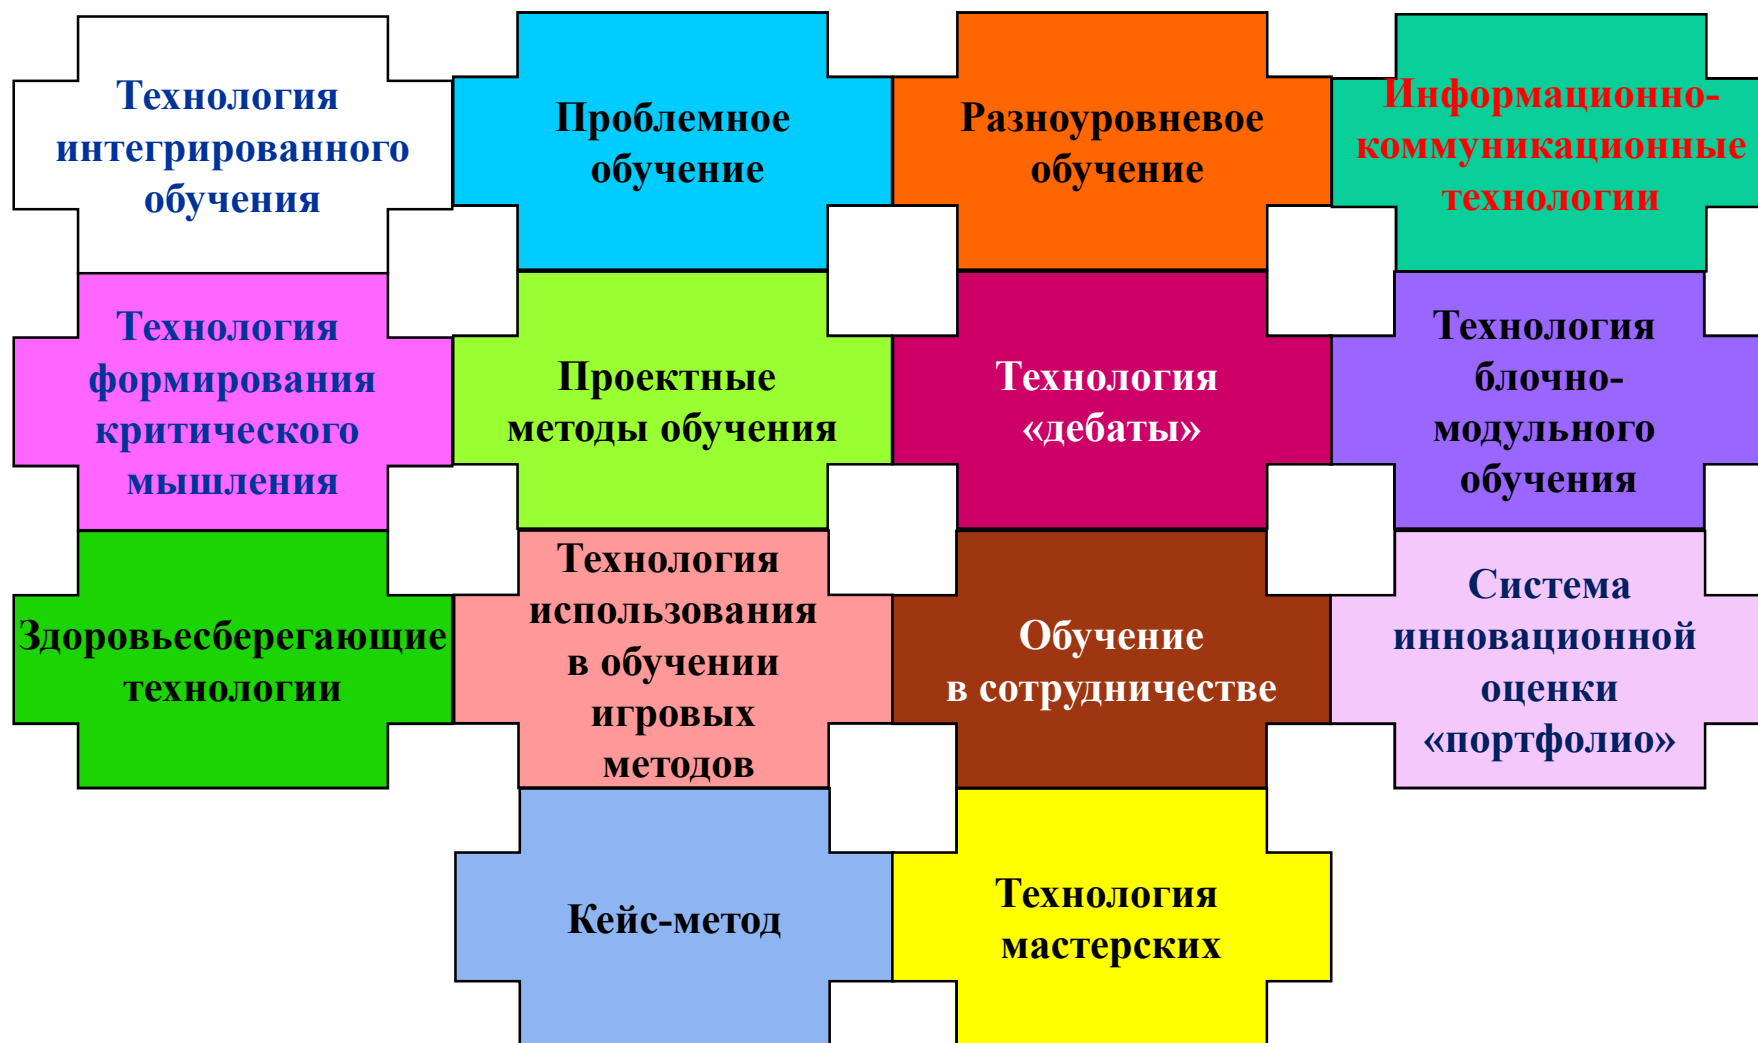 Технология
интегрированного
обучения
Проблемное
обучение
Разноуровневое
обучение
Информационно-
коммуникационные
технологии
Технология
формирования
критического
мышления
Проектные
методы обучения
Технология
«дебаты»
Технология
блочно-
модульного
обучения
Здоровьесберегающие
технологии
Технология
использования
в обучении
игровых
методов
Обучение
в сотрудничестве
Система
инновационной
оценки
«портфолио»
Кейс-метод
Технология
мастерских